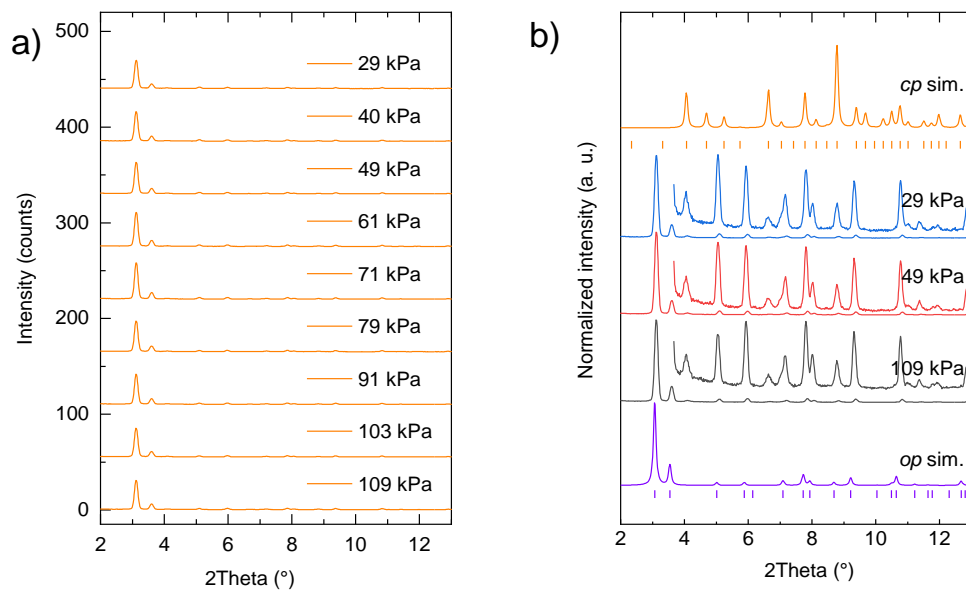 a)
500
400
300
200
100
0
Intensity (counts)
29 kPa
40 kPa
49 kPa
61 kPa
71 kPa
79 kPa
91 kPa
103 kPa
109 kPa
2 4 6 8 10 12
2Theta (°)
b)
Normalized intensity (a. u.)
cp sim.
29 kPa
49 kPa
109 kPa
op sim.
2 4 6 8 10 12
2Theta (°)